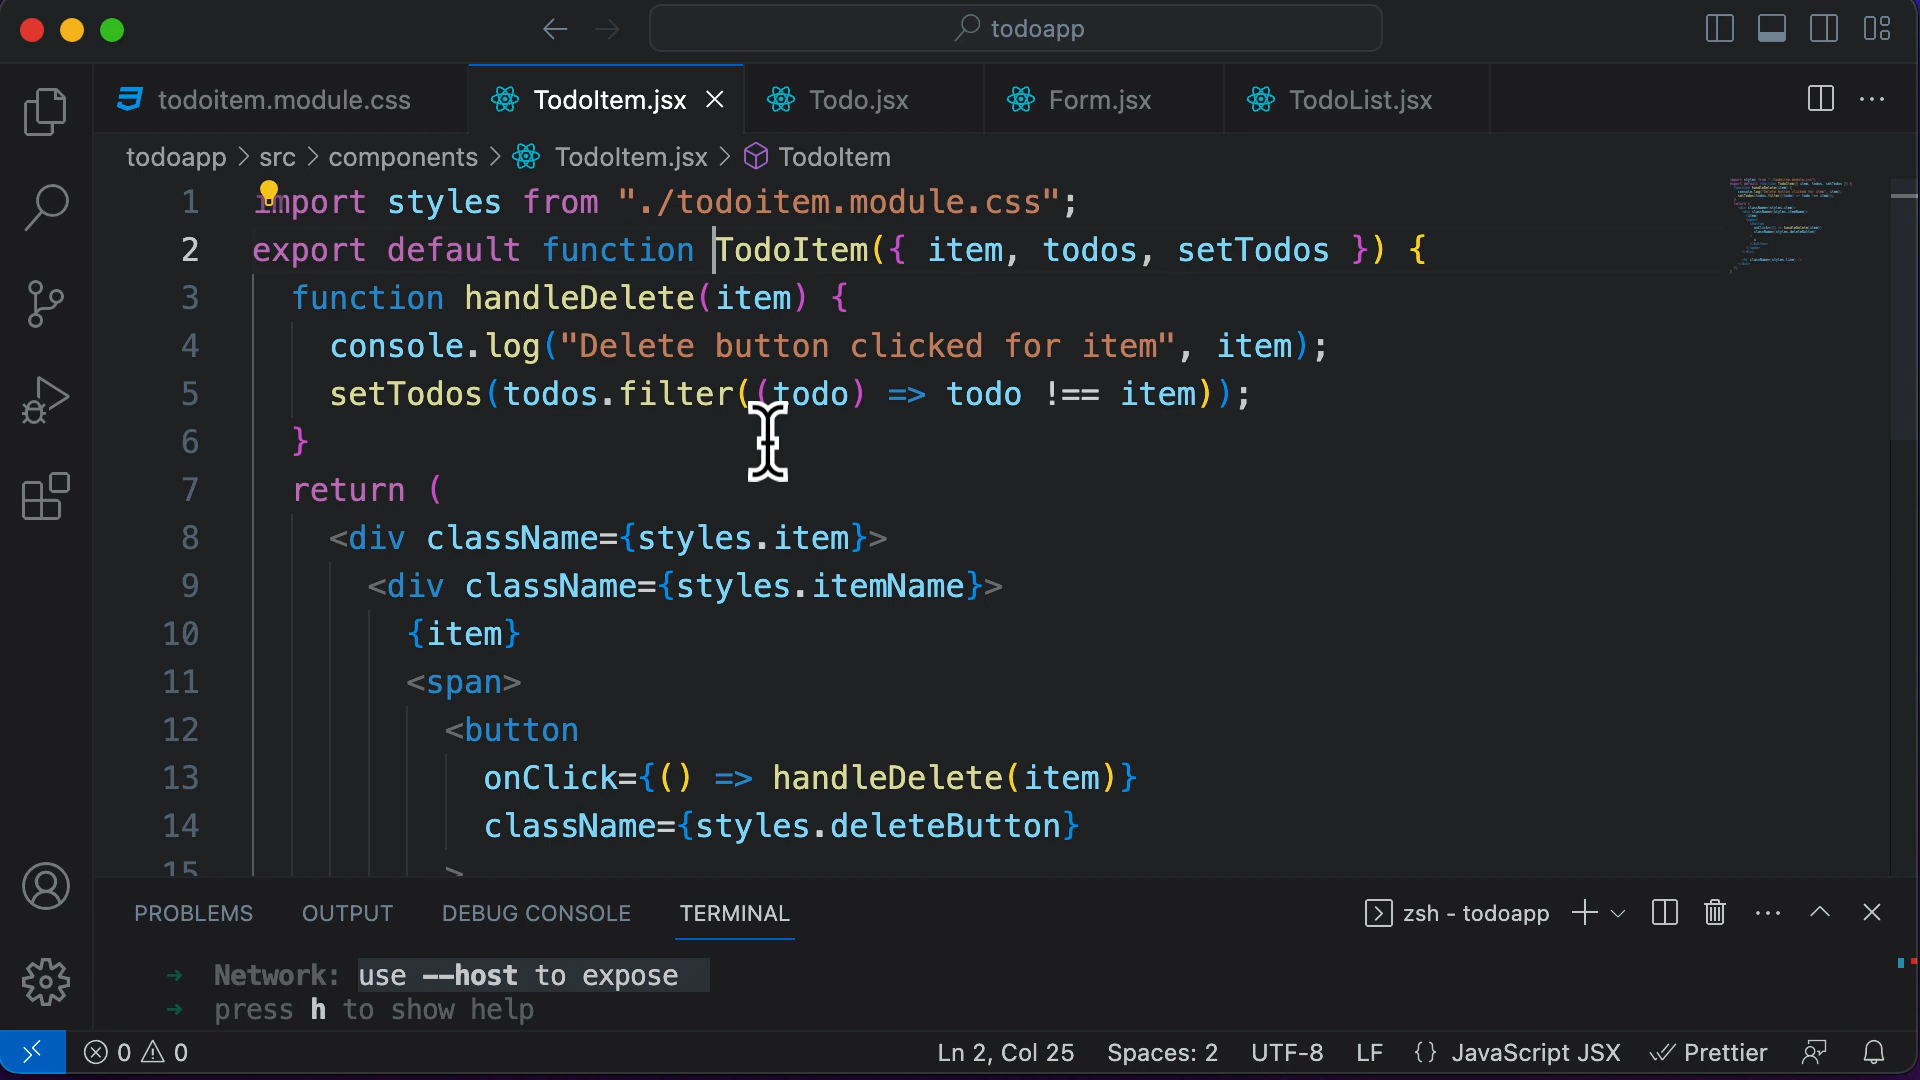 todoapp
todoitem.module.css
TodoItem.jsx
Todo.jsx
Form.jsx
TodoList.jsx
todoapp > src > components > TodoItem.jsx > TodoItem
1 import styles from "./todoitem.module.css";
2 export default function TodoItem({ item, todos, setTodos }) {
3 function handleDelete(item) {
4 console.log("Delete button clicked for item", item);
5 setTodos(todos.filter((todo) => todo !== item));
6 }
7 return (
8 <div className={styles.item}>
9 <div className={styles.itemName}>
10 {item}
11 <span>
12 <button
13 onClick={() => handleDelete(item)}
14 className={styles.deleteButton}
15 >
PROBLEMS OUTPUT DEBUG CONSOLE TERMINAL
zsh - todoapp
➜ Network: use --host to expose
➜ press h to show help
0 0
Ln 2, Col 25 Spaces: 2 UTF-8 LF {} JavaScript JSX Prettier